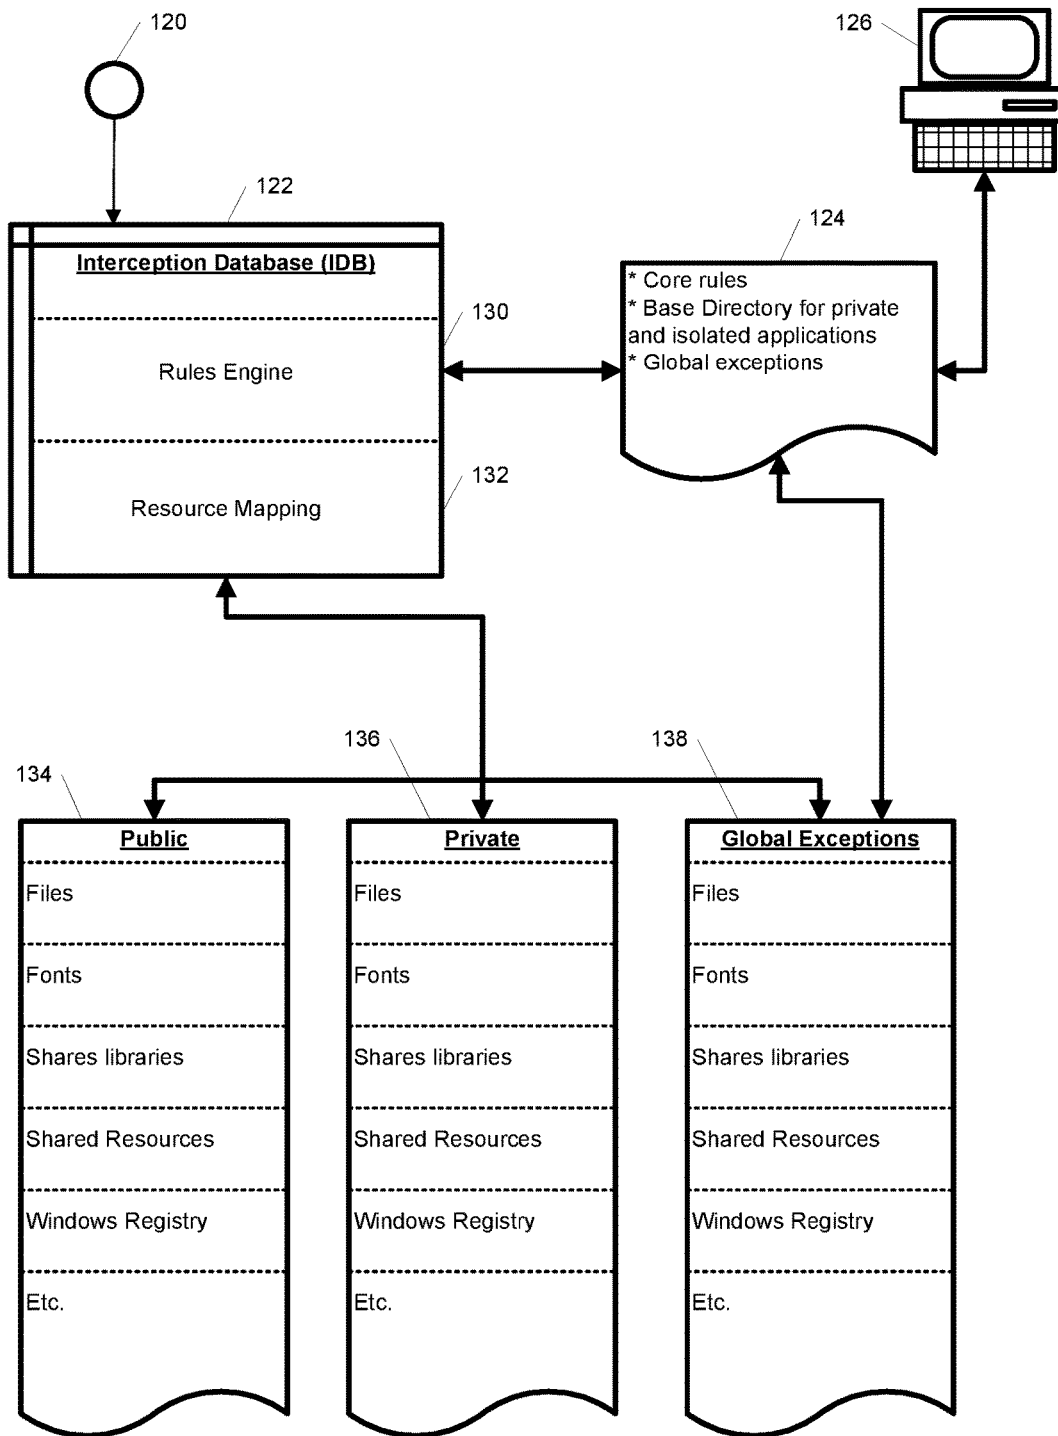 120
126
122
124
Interception Database (IDB)
* Core rules
* Base Directory for private
and isolated applications
* Global exceptions
130
Rules Engine
132
Resource Mapping
134
136
138
Public
Files
Fonts
Shares libraries
Shared Resources
Windows Registry
Etc.
Private
Files
Fonts
Shares libraries
Shared Resources
Windows Registry
Etc.
Global Exceptions
Files
Fonts
Shares libraries
Shared Resources
Windows Registry
Etc.